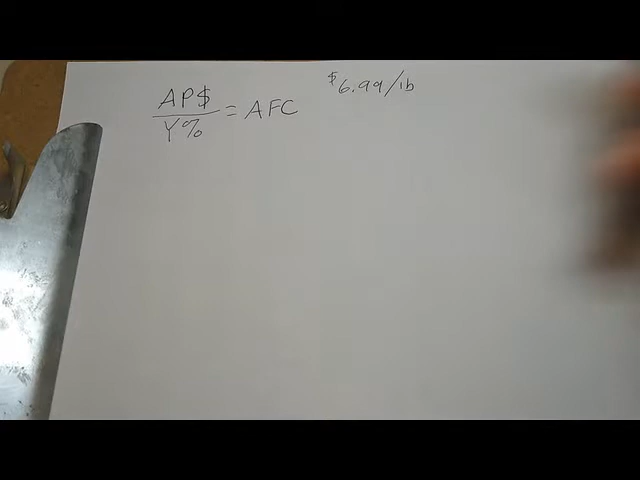 AP$
Y%
= AFC
$6.99/lb